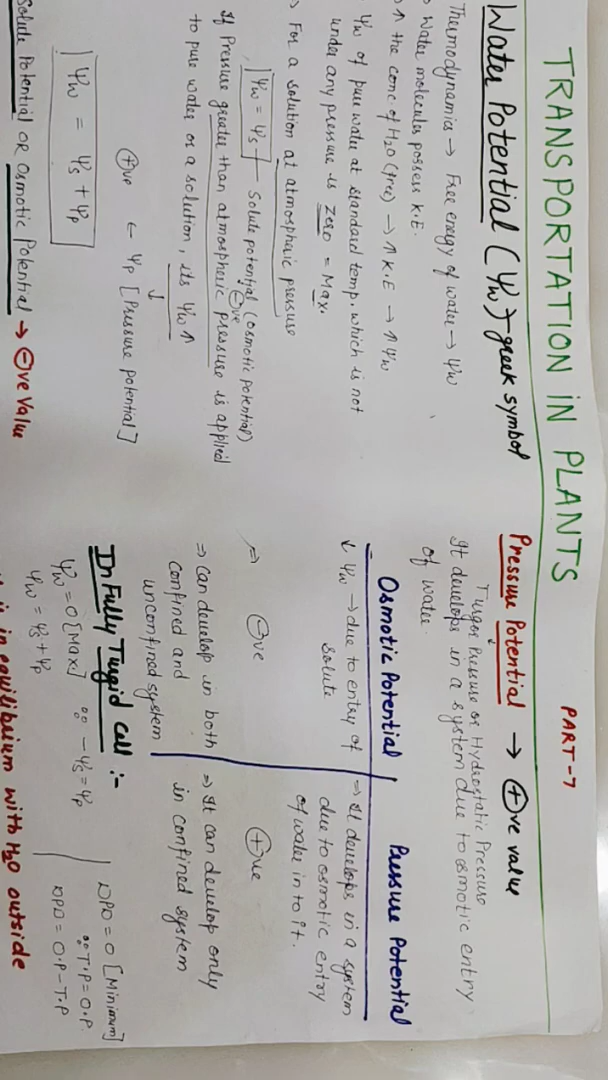 TRANSPORTATION IN PLANTS
PART-7
Water Potential (Ψw) → greek symbol
Thermodynamics → Free energy of water → Ψw
Water molecules possess K.E.
↑ the conc of H2O (free) → ↑ K.E → ↑ Ψw
Ψw of pure water at standard temp. which is not
under any pressure is Zero = Max.
For a solution at atmospheric pressure
Ψw = Ψs → Solute potential (osmotic potential)
⊖ve
If Pressure greater than atmospheric pressure is applied
to pure water or a solution, its Ψw ↑
↓
⊕ve ← Ψp [Pressure potential]
Ψw = Ψs + Ψp
Solute Potential OR Osmotic Potential → ⊖ve Value
Pressure Potential → ⊕ve value
Turgor Pressure or Hydrostatic Pressure
It develops in a system due to osmotic entry
of water.
Osmotic Potential
↓ Ψw → due to entry of
solute
⇒ ⊖ve
⇒ can develop in both
confined and
unconfined system
Pressure Potential
⇒ It develops in a system
due to osmotic entry
of water in to it.
⊕ve
⇒ It can develop only
in confined system
In Fully Turgid Cell :-
Ψw = 0 [Max] ∵ -Ψs = Ψp
Ψw = Ψs + Ψp
DPD = 0 [Minimum]
∵ T.P = O.P
DPD = O.P - T.P
in equilibrium with H2O outside